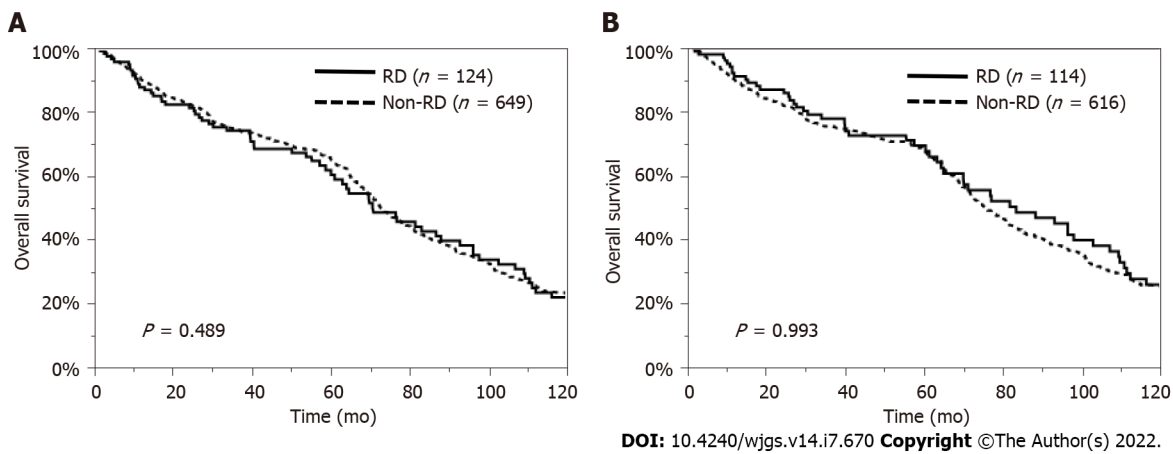 A
100%
80%
60%
40%
20%
0%
Overall survival
RD (n = 124)
Non-RD (n = 649)
P = 0.489
0 20 40 60 80 100 120
Time (mo)
B
100%
80%
60%
40%
20%
0%
Overall survival
RD (n = 114)
Non-RD (n = 616)
P = 0.993
0 20 40 60 80 100 120
Time (mo)
DOI: 10.4240/wjgs.v14.i7.670 Copyright ©The Author(s) 2022.